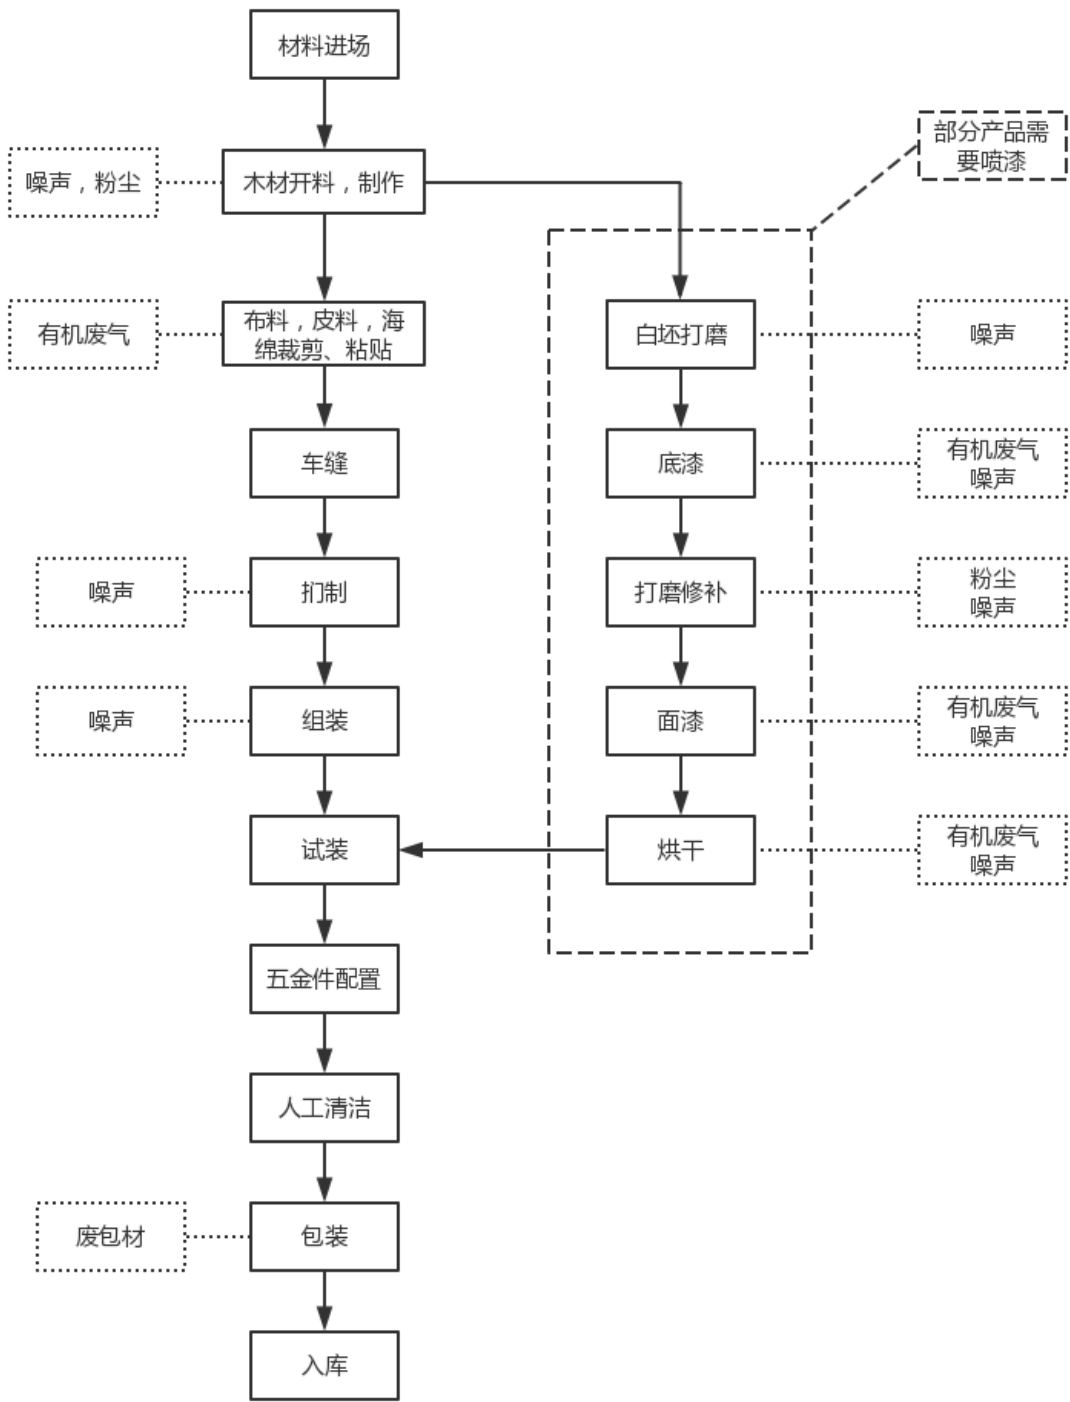 材料进场
部分产品需
要喷漆
噪声，粉尘
木材开料，制作
有机废气
布料，皮料，海
绵裁剪、粘贴
白坯打磨
噪声
车缝
底漆
有机废气
噪声
噪声
扪制
打磨修补
粉尘
噪声
噪声
组装
面漆
有机废气
噪声
试装
烘干
有机废气
噪声
五金件配置
人工清洁
废包材
包装
入库